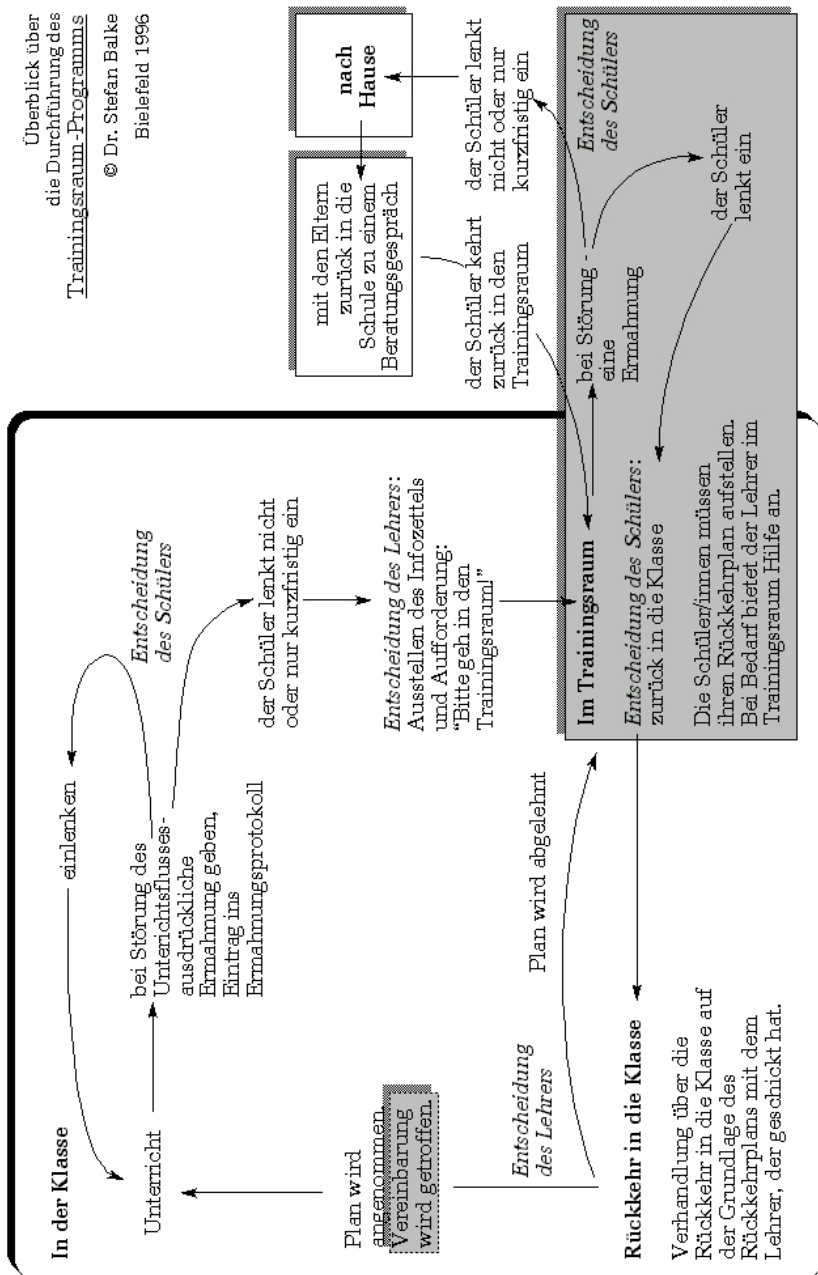 Überblick über
die Durchführung des
Trainingsraum-Programms
© Dr. Stefan Balke
Bielefeld 1996
In der Klasse
Unterricht
einlenken
bei Störung des
Unterichtsflusses-
ausdrückliche
Ermahnung geben,
Eintrag ins
Ermahnungsprotokoll
Entscheidung
des Schülers
der Schüler lenkt nicht
oder nur kurzfristig ein
Entscheidung des Lehrers:
Ausstellen des Infozettels
und Aufforderung:
"Bitte geh in den
Trainingsraum!"
Im Trainingsraum
Entscheidung des Schülers:
zurück in die Klasse
Die Schüler/innen müssen
ihren Rückkehrplan aufstellen.
Bei Bedarf bietet der Lehrer im
Trainingsraum Hilfe an.
bei Störung -
eine
Ermahnung
Entscheidung
des Schülers
der Schüler
lenkt ein
der Schüler lenkt
nicht oder nur
kurzfristig ein
nach
Hause
mit den Eltern
zurück in die
Schule zu einem
Beratungsgespräch
der Schüler kehrt
zurück in den
Trainingsraum
Rückkehr in die Klasse
Verhandlung über die
Rückkehr in die Klasse auf
der Grundlage des
Rückkehrplans mit dem
Lehrer, der geschickt hat.
Entscheidung
des Lehrers
Plan wird abgelehnt
Plan wird
angenommen,
Vereinbarung
wird getroffen.